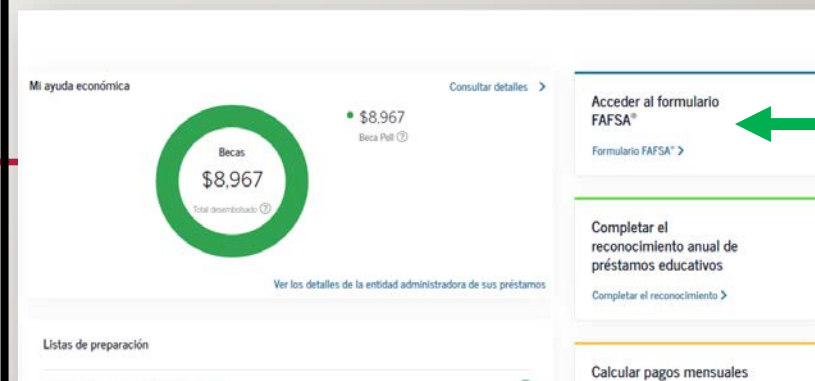 Mi ayuda económica
Consultar detalles >
Becas
$8,967
Total desembolsado ?
• $8,967
Beca Pell ?
Ver los detalles de la entidad administradora de sus préstamos
Listas de preparación
Acceder al formulario
FAFSA®
Formulario FAFSA® >
Completar el
reconocimiento anual de
préstamos educativos
Completar el reconocimiento >
Calcular pagos mensuales